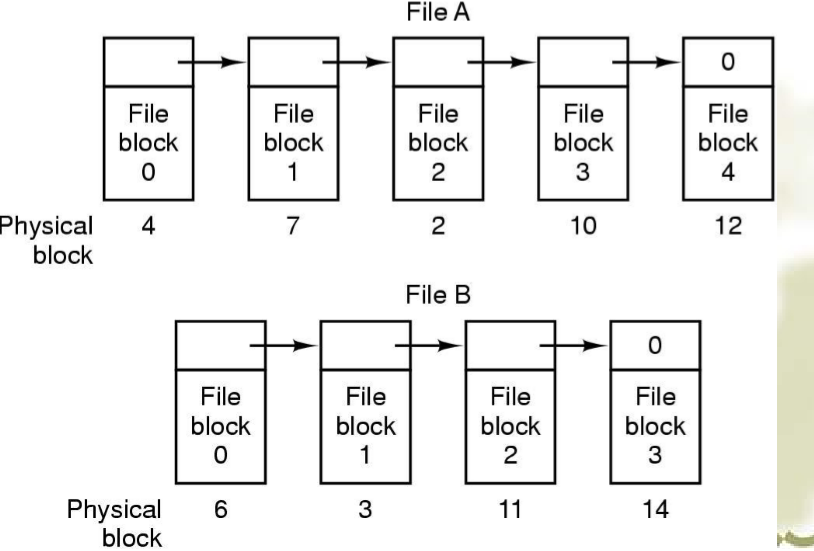 File A
0
File File File File File
block block block block block
0 1 2 3 4
Physical 4 7 2 10 12
block
File B
0
File File File File
block block block block
0 1 2 3
Physical 6 3 11 14
block